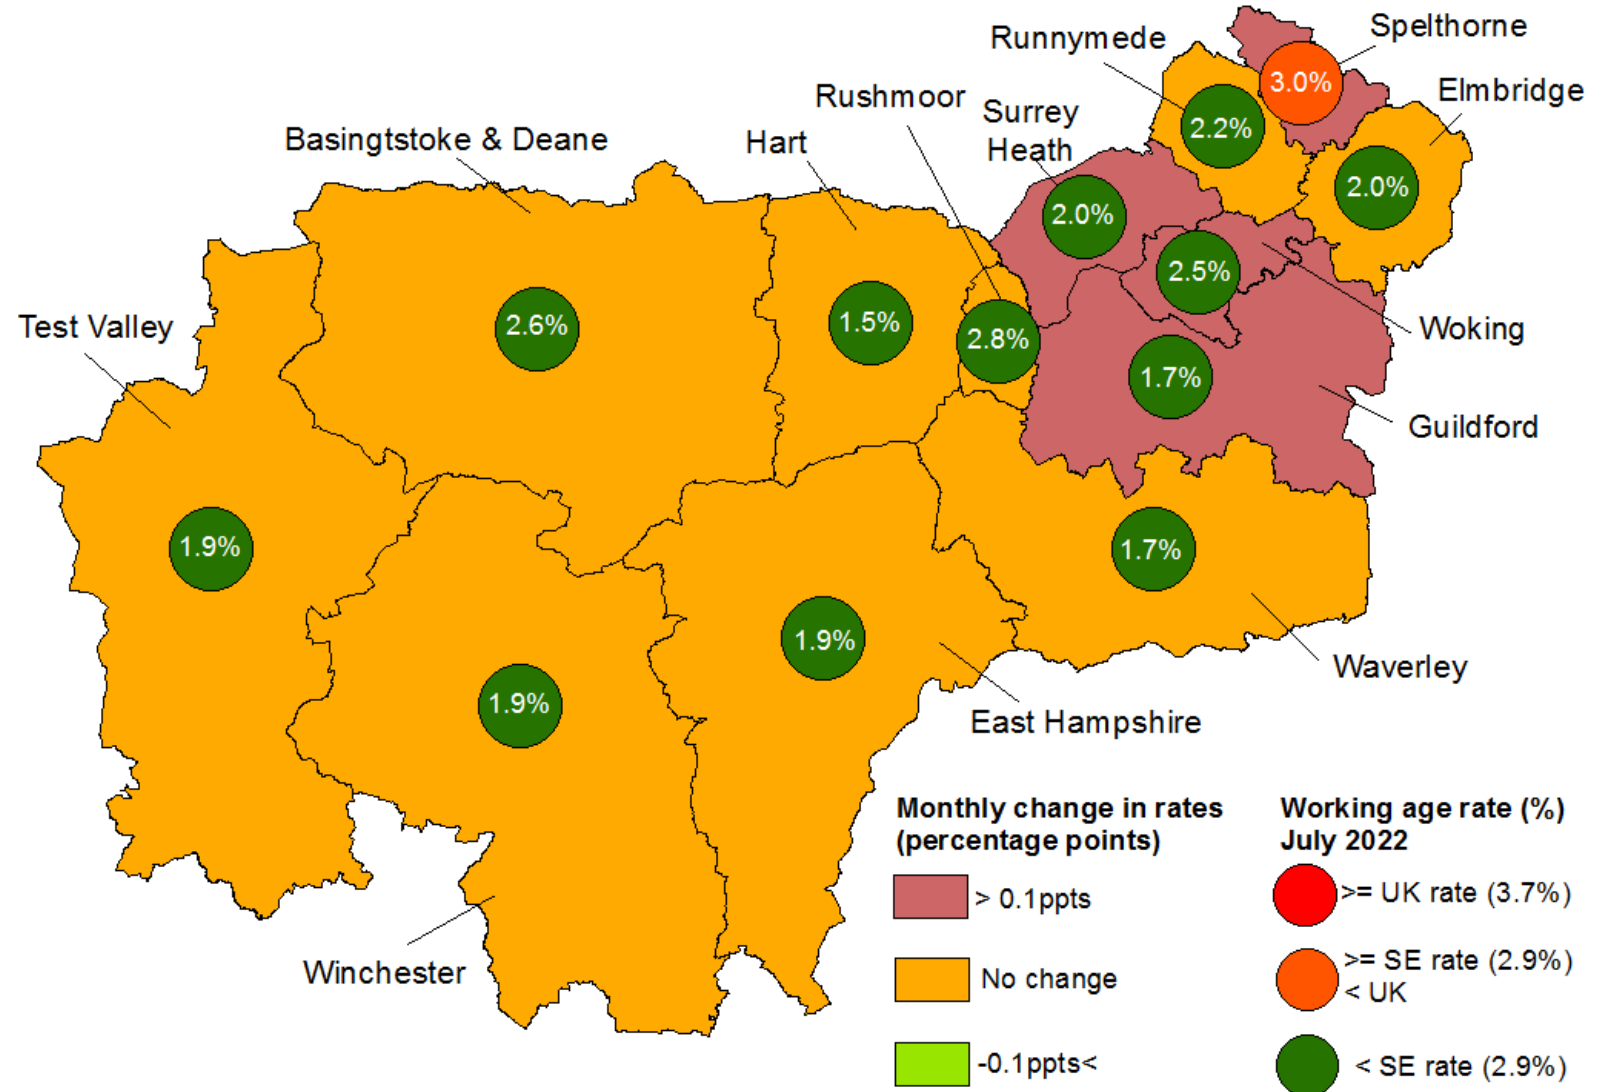 Spelthorne
Runnymede
3.0%
Elmbridge
Rushmoor
Surrey
Heath
2.2%
Basingtstoke & Deane
Hart
2.0%
2.0%
2.5%
Test Valley
2.6%
1.5%
2.8%
Woking
1.7%
Guildford
1.9%
1.7%
1.9%
Waverley
1.9%
East Hampshire
Winchester
Monthly change in rates
(percentage points)
> 0.1ppts
No change
-0.1ppts<
Working age rate (%)
July 2022
>= UK rate (3.7%)
>= SE rate (2.9%)
< UK
< SE rate (2.9%)